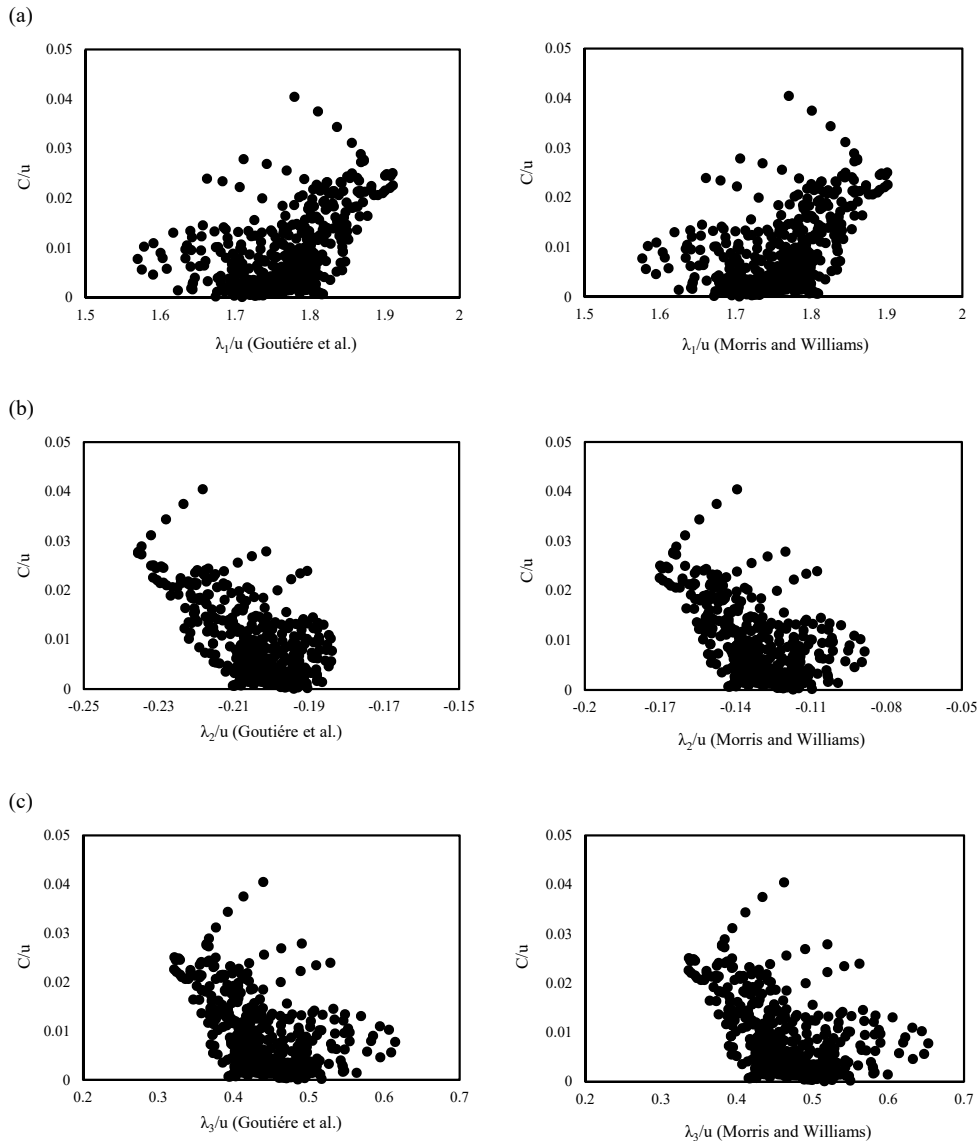 (a)
0.05
0.04
0.03
0.02
0.01
0
C/u
1.5 1.6 1.7 1.8 1.9 2
λ1/u (Goutiére et al.)
0.05
0.04
0.03
0.02
0.01
0
C/u
1.5 1.6 1.7 1.8 1.9 2
λ1/u (Morris and Williams)
(b)
0.05
0.04
0.03
0.02
0.01
0
C/u
-0.25 -0.23 -0.21 -0.19 -0.17 -0.15
λ2/u (Goutiére et al.)
0.05
0.04
0.03
0.02
0.01
0
C/u
-0.2 -0.17 -0.14 -0.11 -0.08 -0.05
λ2/u (Morris and Williams)
(c)
0.05
0.04
0.03
0.02
0.01
0
C/u
0.2 0.3 0.4 0.5 0.6 0.7
λ3/u (Goutiére et al.)
0.05
0.04
0.03
0.02
0.01
0
C/u
0.2 0.3 0.4 0.5 0.6 0.7
λ3/u (Morris and Williams)